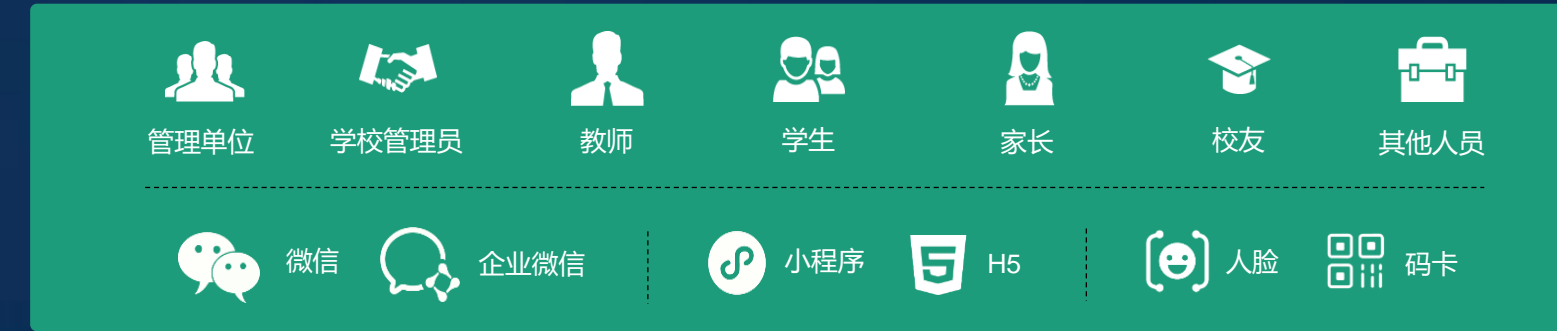 管理单位 学校管理员 教师 学生 家长 校友 其他人员
微信 企业微信 小程序 H5 人脸 码卡